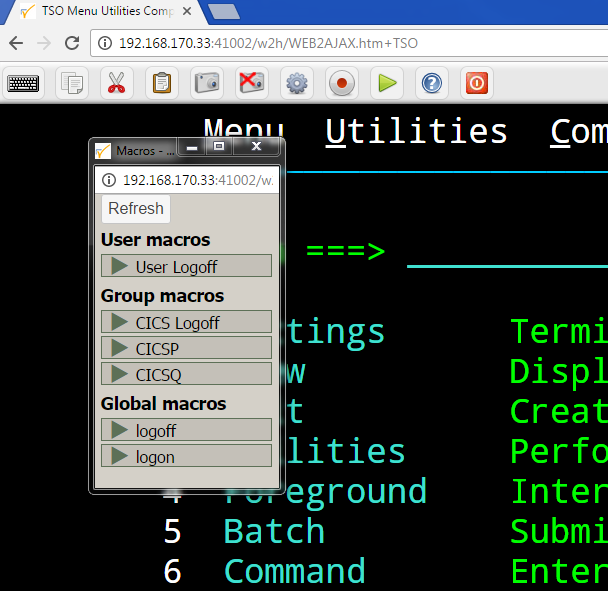 TSO Menu Utilities Comp
192.168.170.33:41002/w2h/WEB2AJAX.htm+TSO
Menu Utilities Com
Macros - ...
192.168.170.33:41002/w.
Refresh
User macros
User Logoff
Group macros
CICS Logoff
CICSP
CICSQ
Global macros
logoff
logon
===>
tings Termi
w Displ
t Creat
lities Perfo
4 Foreground Inter
5 Batch Submi
6 Command Enter